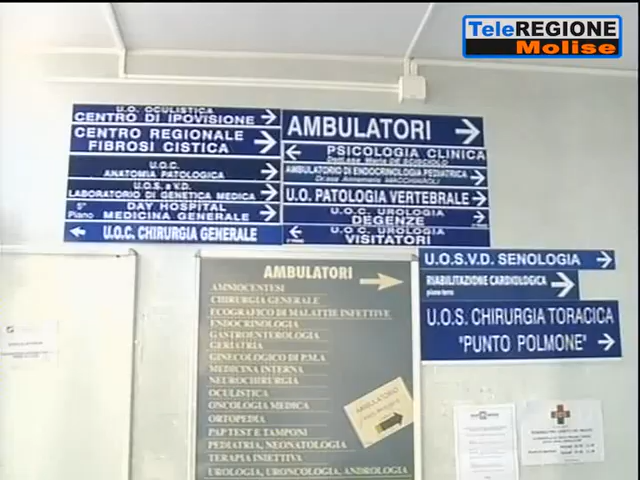 TeleREGIONE
Molise
U.O. OCULISTICA
CENTRO DI IPOVISIONE
CENTRO REGIONALE
FIBROSI CISTICA
U.O.C.
ANATOMIA PATOLOGICA
U.O.S. a V.D.
LABORATORIO DI GENETICA MEDICA
5° Piano
DAY HOSPITAL
MEDICINA GENERALE
U.O.C. CHIRURGIA GENERALE
AMBULATORI
PSICOLOGIA CLINICA
AMBULATORIO DI ENDOCRINOLOGIA PEDIATRICA
U.O. PATOLOGIA VERTEBRALE
U.O.C. UROLOGIA
DEGENZE
U.O.C. UROLOGIA
VISITATORI
U.O.S.V.D. SENOLOGIA
RIABILITAZIONE CARDIOLOGICA
piano terra
U.O.S. CHIRURGIA TORACICA
"PUNTO POLMONE"
AMBULATORI
AMNIOCENTESI
CHIRURGIA GENERALE
ECOGRAFICO DI MALATTIE INFETTIVE
ENDOCRINOLOGIA
GASTROENTEROLOGIA
GERIATRIA
GINECOLOGICO DI P.M.A
MEDICINA INTERNA
NEUROCHIRURGIA
OCULISTICA
ONCOLOGIA MEDICA
ORTOPEDIA
PAP TEST E TAMPONI
PEDIATRIA, NEONATOLOGIA
TERAPIA INIETTIVA
UROLOGIA, URONCOLOGIA, ANDROLOGIA
AMBULATORIO